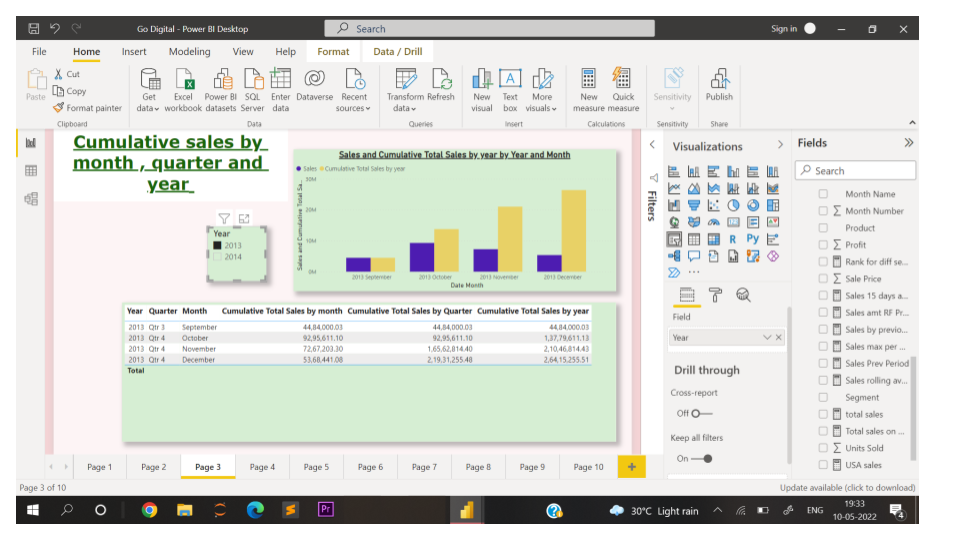 Go Digital - Power BI Desktop
Search
Sign in
File Home Insert Modeling View Help Format Data / Drill
Paste
Cut
Copy
Format painter
Get data
Excel workbook
Power BI datasets
SQL Server
Enter data
Dataverse
Recent sources
Transform data
Refresh
New visual
Text box
More visuals
New measure
Quick measure
Sensitivity
Publish
Clipboard Data Queries Insert Calculations Sensitivity Share
Cumulative sales by
month , quarter and
year
Year
2013
2014
Sales and Cumulative Total Sales by year by Year and Month
Sales Cumulative Total Sales by year
Sales and Cumulative Total Sa...
30M
20M
10M
0M
2013 September 2013 October 2013 November 2013 December
Date Month
Year Quarter Month Cumulative Total Sales by month Cumulative Total Sales by Quarter Cumulative Total Sales by year
2013 Qtr 3 September 44,84,000.03 44,84,000.03 44,84,000.03
2013 Qtr 4 October 92,95,611.10 92,95,611.10 1,37,79,611.13
2013 Qtr 4 November 72,67,203.30 1,65,62,814.40 2,10,46,814.43
2013 Qtr 4 December 53,68,441.08 2,19,31,255.48 2,64,15,255.51
Total
Filters
Visualizations
R Py
Field
Year
Drill through
Cross-report
Off
Keep all filters
On
Fields
Search
Month Name
Month Number
Product
Profit
Rank for diff se...
Sale Price
Sales 15 days a...
Sales amt RF Pr...
Sales by previo...
Sales max per ...
Sales Prev Period
Sales rolling av...
Segment
total sales
Total sales on ...
Units Sold
USA sales
Page 1 Page 2 Page 3 Page 4 Page 5 Page 6 Page 7 Page 8 Page 9 Page 10 +
Page 3 of 10
Update available (click to download)
Pr
30°C Light rain
ENG
19:33
10-05-2022
4